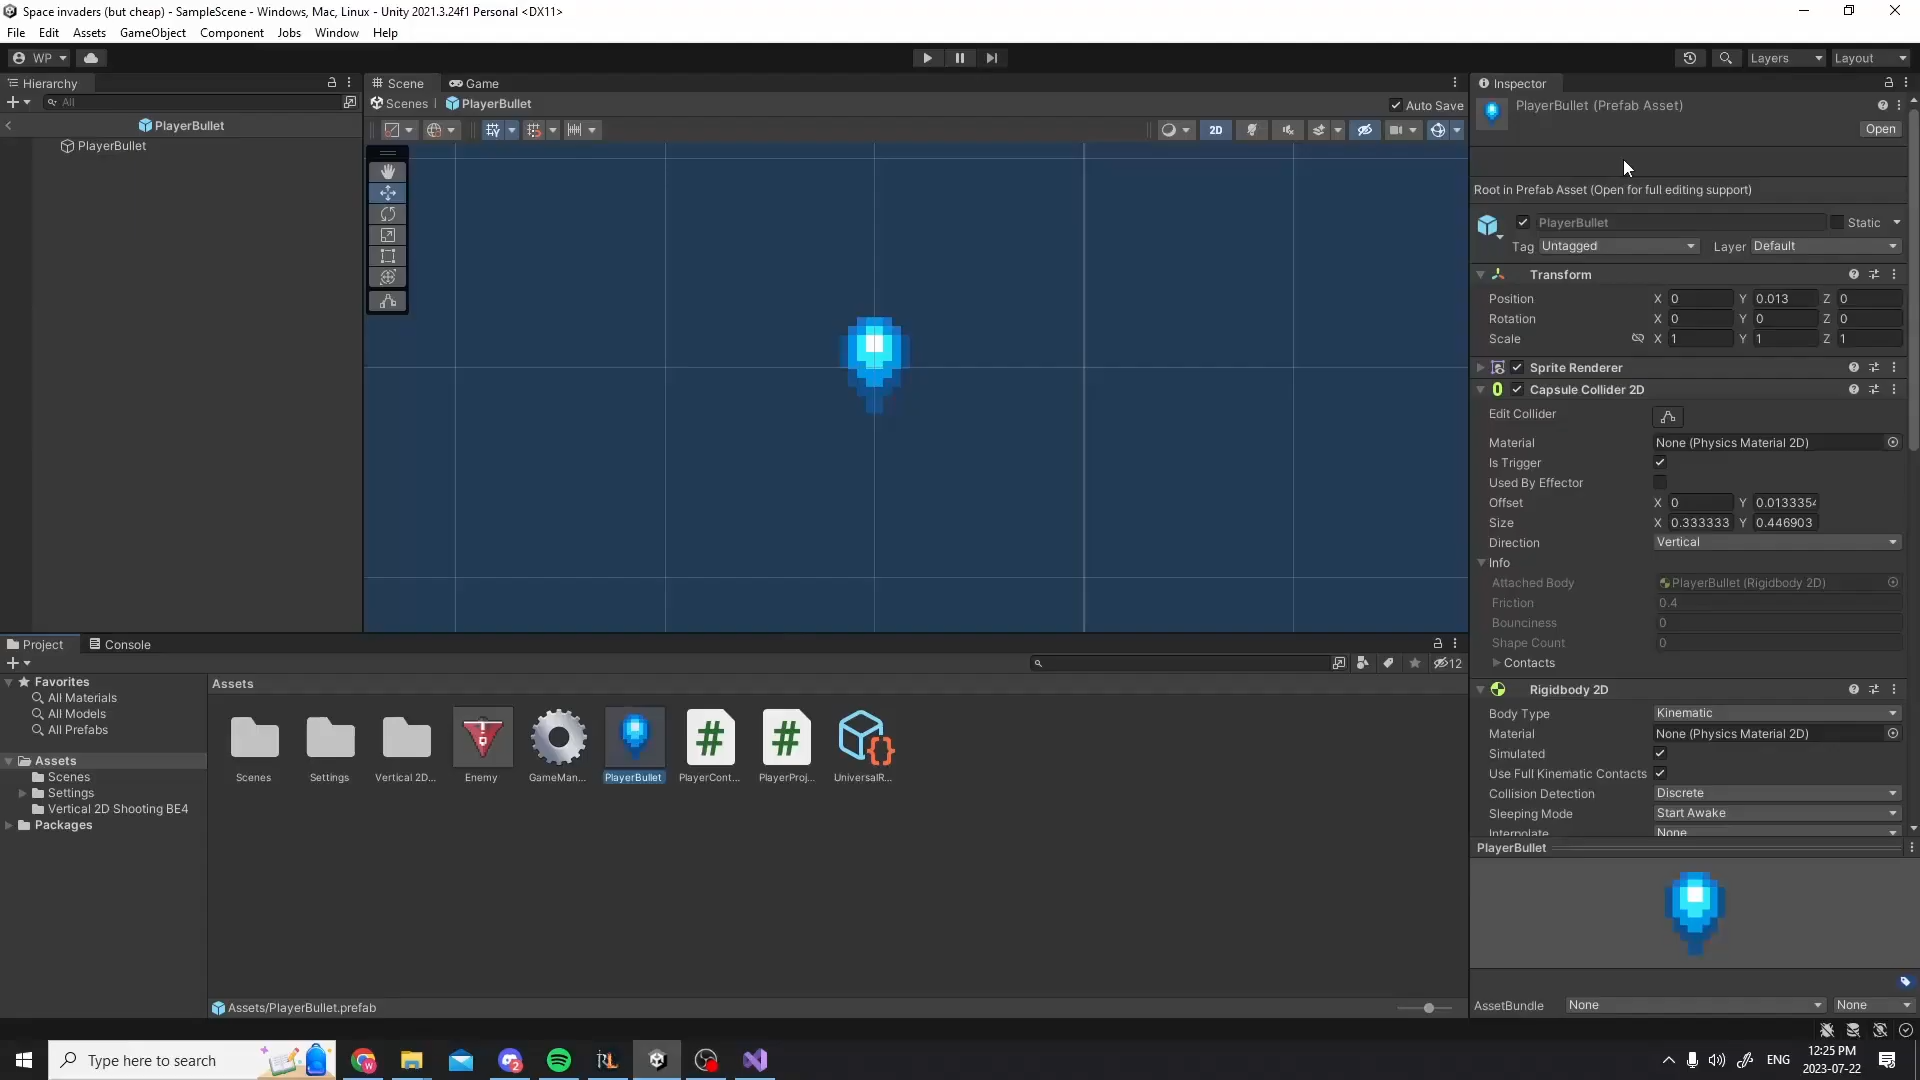 Space invaders (but cheap) - SampleScene - Windows, Mac, Linux - Unity 2021.3.24f1 Personal <DX11>
File Edit Assets GameObject Component Jobs Window Help
WP Layers Layout
Hierarchy
All
PlayerBullet
PlayerBullet
Scene Game
Scenes PlayerBullet Auto Save
2D
Inspector
PlayerBullet (Prefab Asset)
Open
Root in Prefab Asset (Open for full editing support)
PlayerBullet Static
Tag Untagged Layer Default
Transform
Position X 0 Y 0.013 Z 0
Rotation X 0 Y 0 Z 0
Scale X 1 Y 1 Z 1
Sprite Renderer
Capsule Collider 2D
Edit Collider
Material None (Physics Material 2D)
Is Trigger
Used By Effector
Offset X 0 Y 0.0133354
Size X 0.333333 Y 0.446903
Direction Vertical
Info
Attached Body PlayerBullet (Rigidbody 2D)
Friction 0.4
Bounciness 0
Shape Count 0
Contacts
Rigidbody 2D
Body Type Kinematic
Material None (Physics Material 2D)
Simulated
Use Full Kinematic Contacts
Collision Detection Discrete
Sleeping Mode Start Awake
Interpolate None
PlayerBullet
AssetBundle None None
Project Console
12
Favorites
All Materials
All Models
All Prefabs
Assets
Scenes
Settings
Vertical 2D Shooting BE4
Packages
Assets
Scenes Settings Vertical 2D... Enemy GameMan... PlayerBullet PlayerCont... PlayerProj... UniversalR...
Assets/PlayerBullet.prefab
Type here to search
W
2
RL
ENG
12:25 PM
2023-07-22